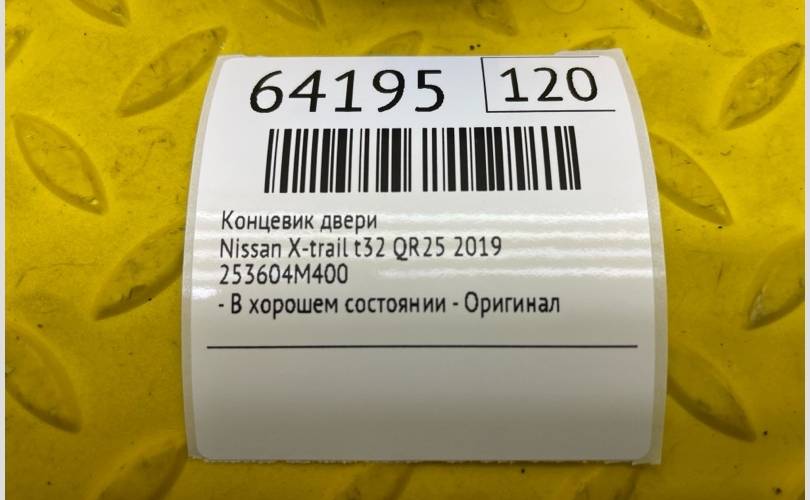 64195 120
Концевик двери
Nissan X-trail t32 QR25 2019
253604M400
- В хорошем состоянии - Оригинал